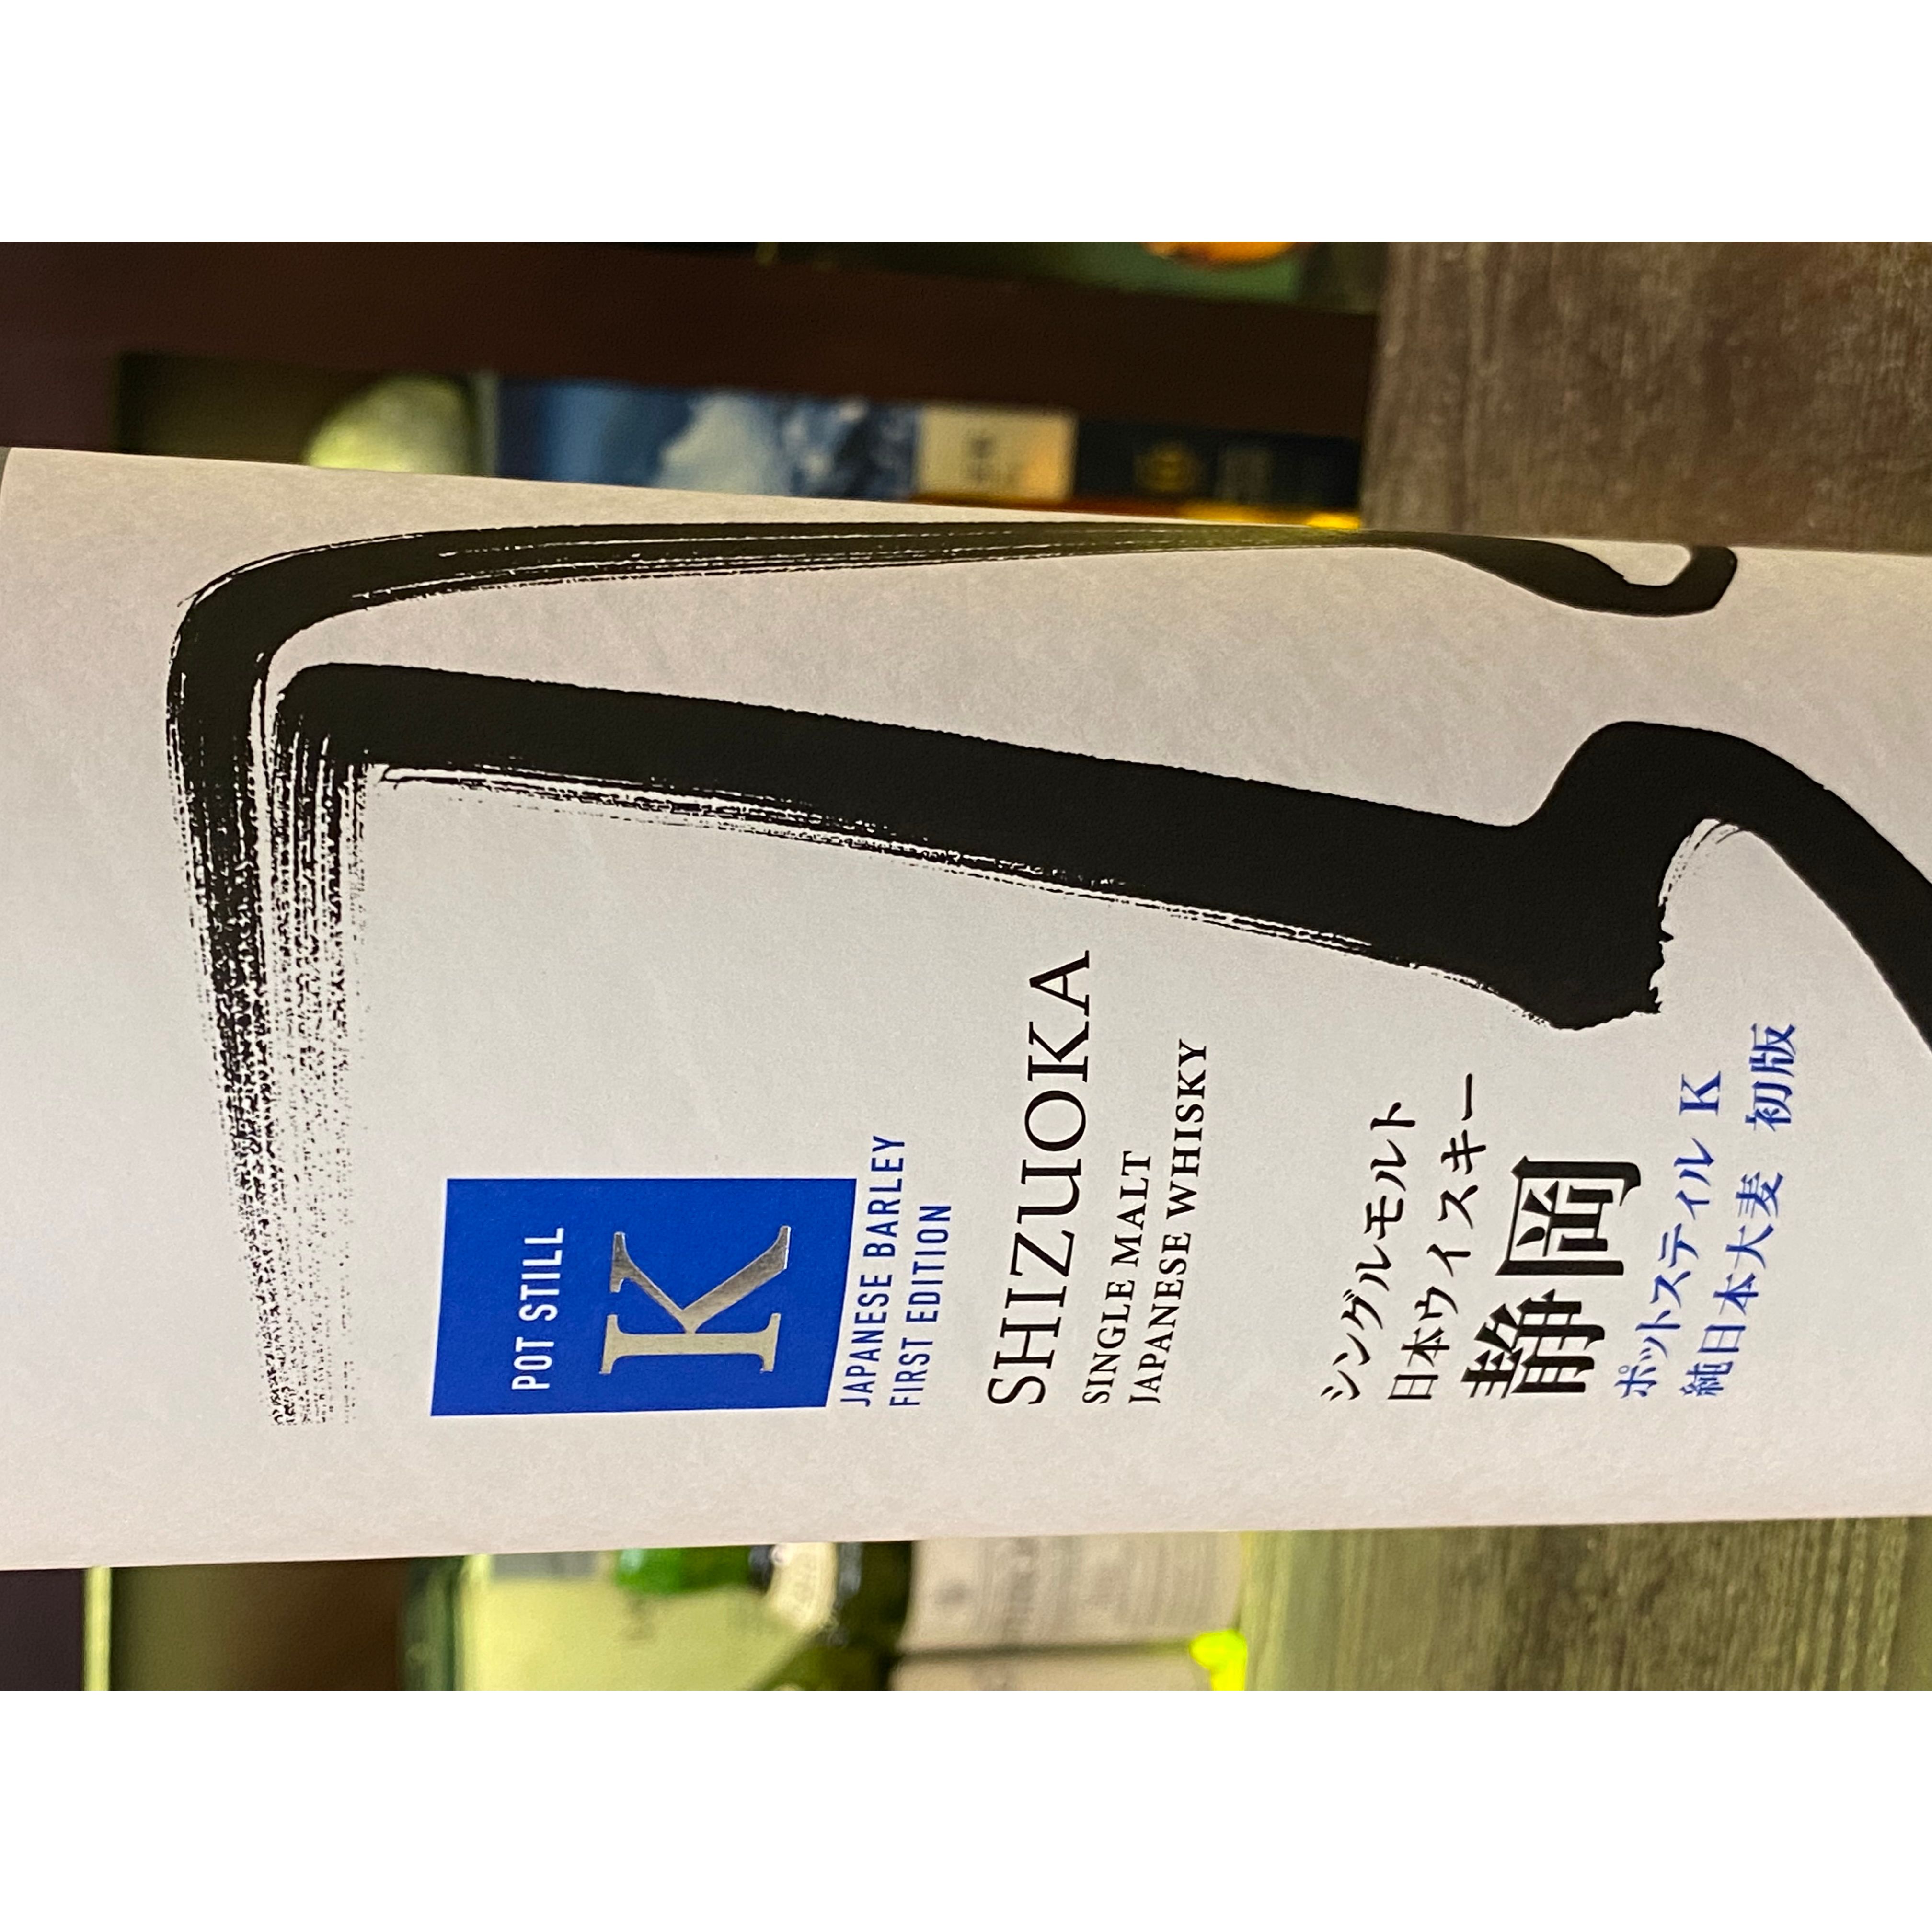 POT STILL
K
JAPANESE BARLEY
FIRST EDITION
SHIZUOKA
SINGLE MALT
JAPANESE WHISKY
シングルモルト
日本ウイスキー
静岡
ポットスティル K
純日本大麦 初版